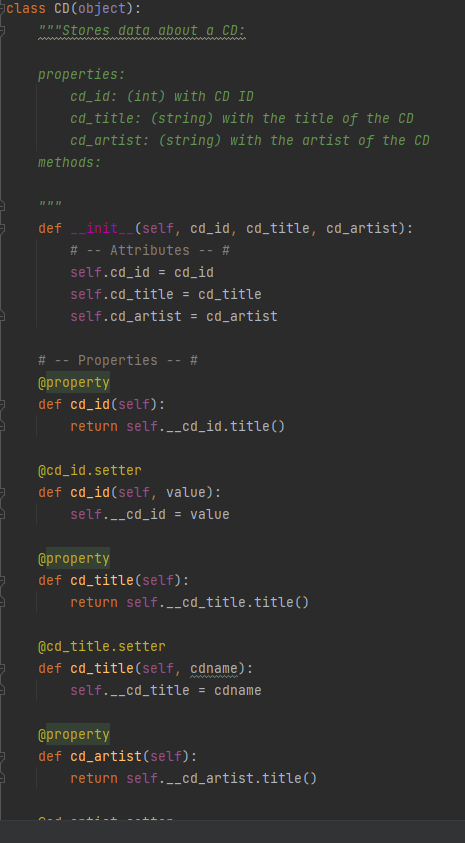 class CD(object):
    """Stores data about a CD:

    properties:
        cd_id: (int) with CD ID
        cd_title: (string) with the title of the CD
        cd_artist: (string) with the artist of the CD
    methods:

    """
    def __init__(self, cd_id, cd_title, cd_artist):
        # -- Attributes -- #
        self.cd_id = cd_id
        self.cd_title = cd_title
        self.cd_artist = cd_artist

    # -- Properties -- #
    @property
    def cd_id(self):
        return self.__cd_id.title()

    @cd_id.setter
    def cd_id(self, value):
        self.__cd_id = value

    @property
    def cd_title(self):
        return self.__cd_title.title()

    @cd_title.setter
    def cd_title(self, cdname):
        self.__cd_title = cdname

    @property
    def cd_artist(self):
        return self.__cd_artist.title()